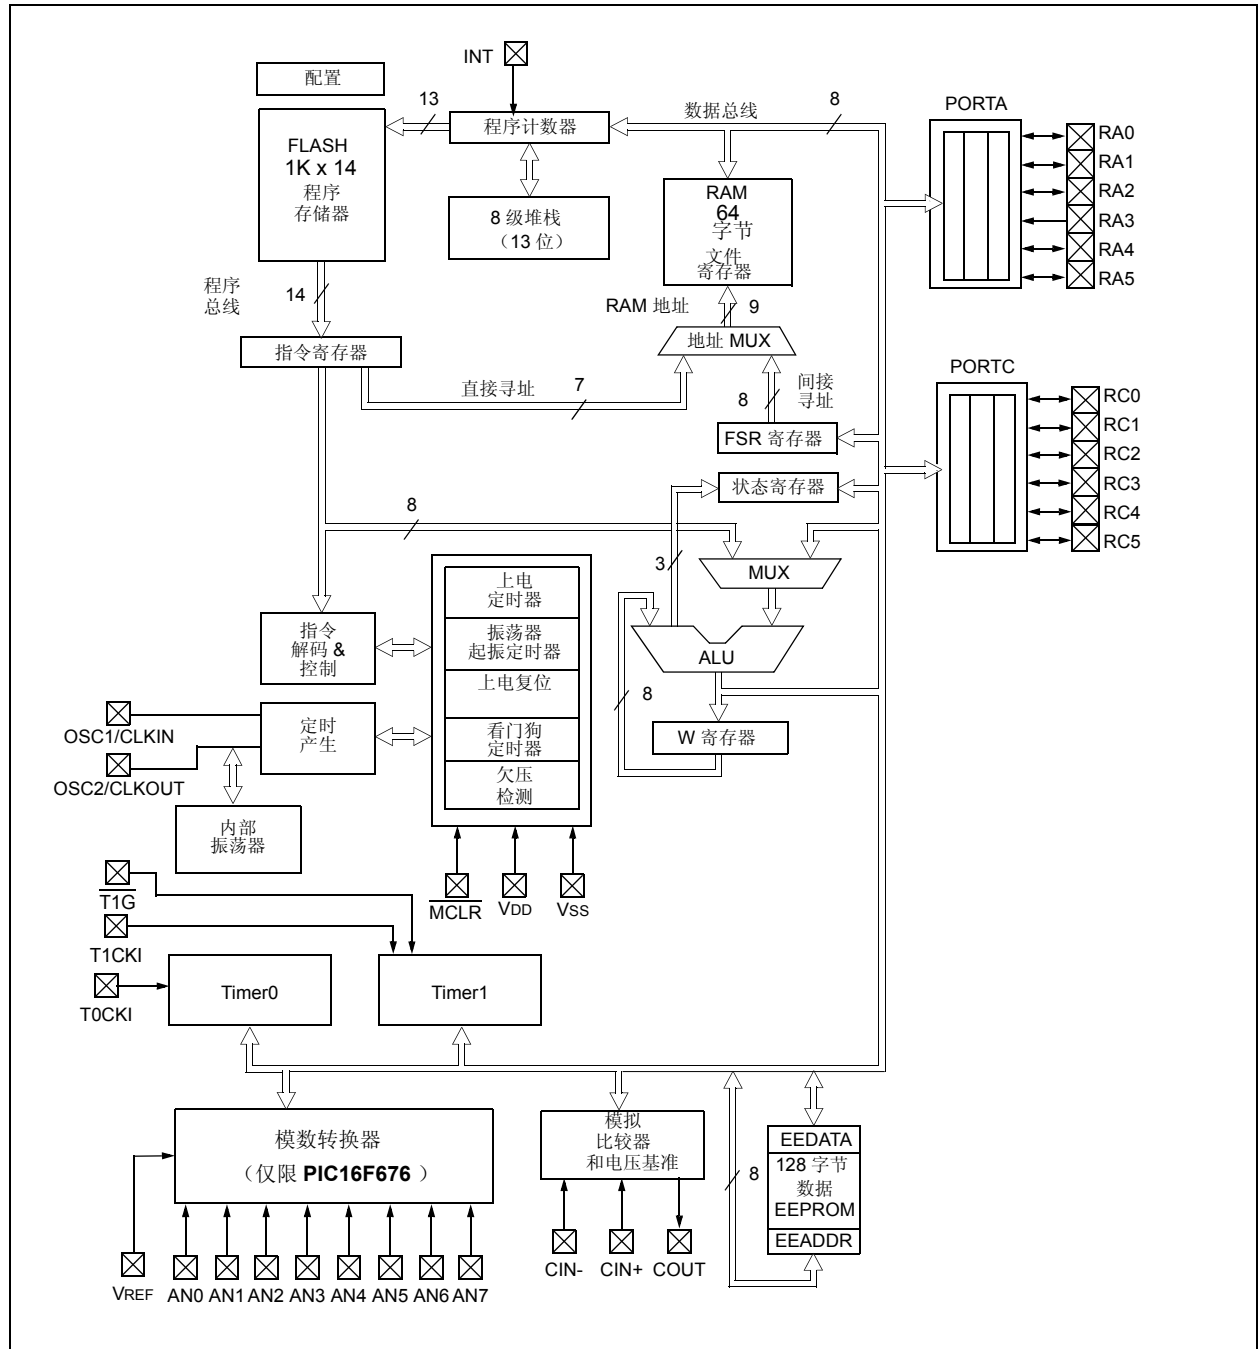 INT
配置
13
数据总线
8
PORTA
FLASH
1K x 14
程序
存储器
程序计数器
8 级堆栈
（13 位）
RAM
64
字节
文件
寄存器
RA0
RA1
RA2
RA3
RA4
RA5
程序
总线
14
RAM 地址
9
指令寄存器
地址 MUX
直接寻址
7
8
间接
寻址
FSR 寄存器
状态寄存器
PORTC
RC0
RC1
RC2
RC3
RC4
RC5
8
3
MUX
ALU
8
W 寄存器
上电
定时器
振荡器
起振定时器
上电复位
看门狗
定时器
欠压
检测
指令
解码 &
控制
OSC1/CLKIN
OSC2/CLKOUT
定时
产生
内部
振荡器
T1G
MCLR
VDD
VSS
T1CKI
T0CKI
Timer0
Timer1
模数转换器
（仅限 PIC16F676 ）
模拟
比较器
和电压基准
8
EEDATA
128 字节
数据
EEPROM
EEADDR
VREF
AN0 AN1 AN2 AN3 AN4 AN5 AN6 AN7
CIN- CIN+ COUT